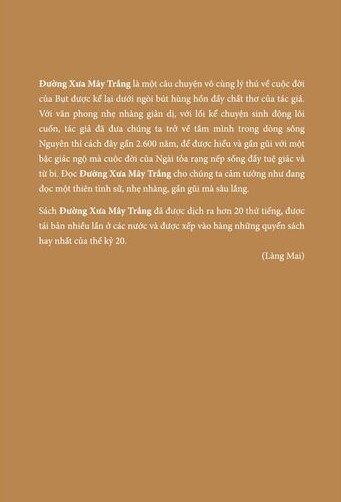 Đường Xưa Mây Trắng là một câu chuyện vô cùng lý thú về cuộc đời
của Bụt được kể lại dưới ngòi bút hùng hồn đầy chất thơ của tác giả.
Với văn phong nhẹ nhàng giản dị, với lối kể chuyện sinh động lôi
cuốn, tác giả đã đưa chúng ta trở về tắm mình trong dòng sông
Nguyên thỉ cách đây gần 2.600 năm, để được hiểu và gần gũi với một
bậc giác ngộ mà cuộc đời của Ngài tỏa rạng nếp sống đầy tuệ giác và
từ bi. Đọc Đường Xưa Mây Trắng cho chúng ta cảm tưởng như đang
đọc một thiên tình sử, nhẹ nhàng, gần gũi mà sâu lắng.
Sách Đường Xưa Mây Trắng đã được dịch ra hơn 20 thứ tiếng, được
tái bản nhiều lần ở các nước và được xếp vào hàng những quyển sách
hay nhất của thế kỷ 20.
(Làng Mai)